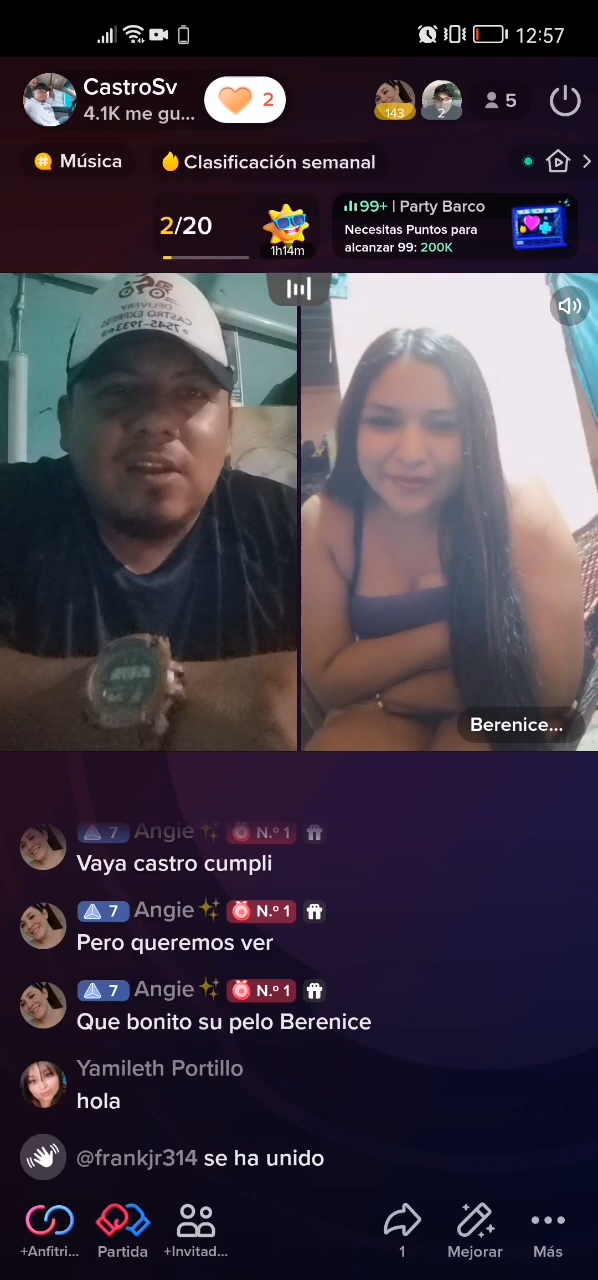 12:57
CastroSv
4.1K me gu...
2
143
2
5
Música
Clasificación semanal
2/20
1h14m
99+ | Party Barco
Necesitas Puntos para
alcanzar 99: 200K
DELIVERY
CASTRO EXPRESS
Berenice...
7 Angie N.º 1
Vaya castro cumpli
7 Angie N.º 1
Pero queremos ver
7 Angie N.º 1
Que bonito su pelo Berenice
Yamileth Portillo
hola
@frankjr314 se ha unido
+Anfitri...
Partida
+Invitad...
1
Mejorar
Más